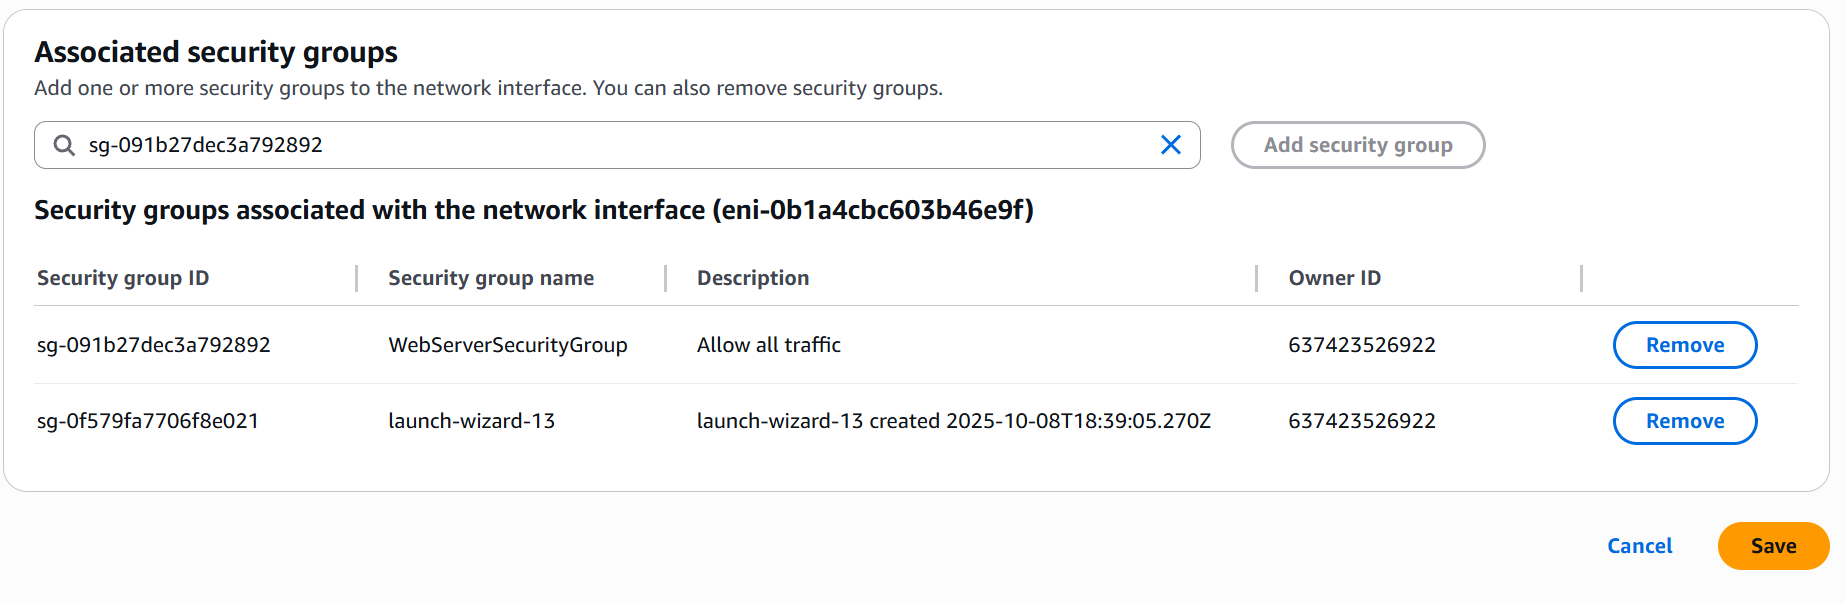 Associated security groups
Add one or more security groups to the network interface. You can also remove security groups.
sg-091b27dec3a792892
Add security group
Security groups associated with the network interface (eni-0b1a4cbc603b46e9f)
Security group ID Security group name Description Owner ID
sg-091b27dec3a792892 WebServerSecurityGroup Allow all traffic 637423526922 Remove
sg-0f579fa7706f8e021 launch-wizard-13 launch-wizard-13 created 2025-10-08T18:39:05.270Z 637423526922 Remove
Cancel Save